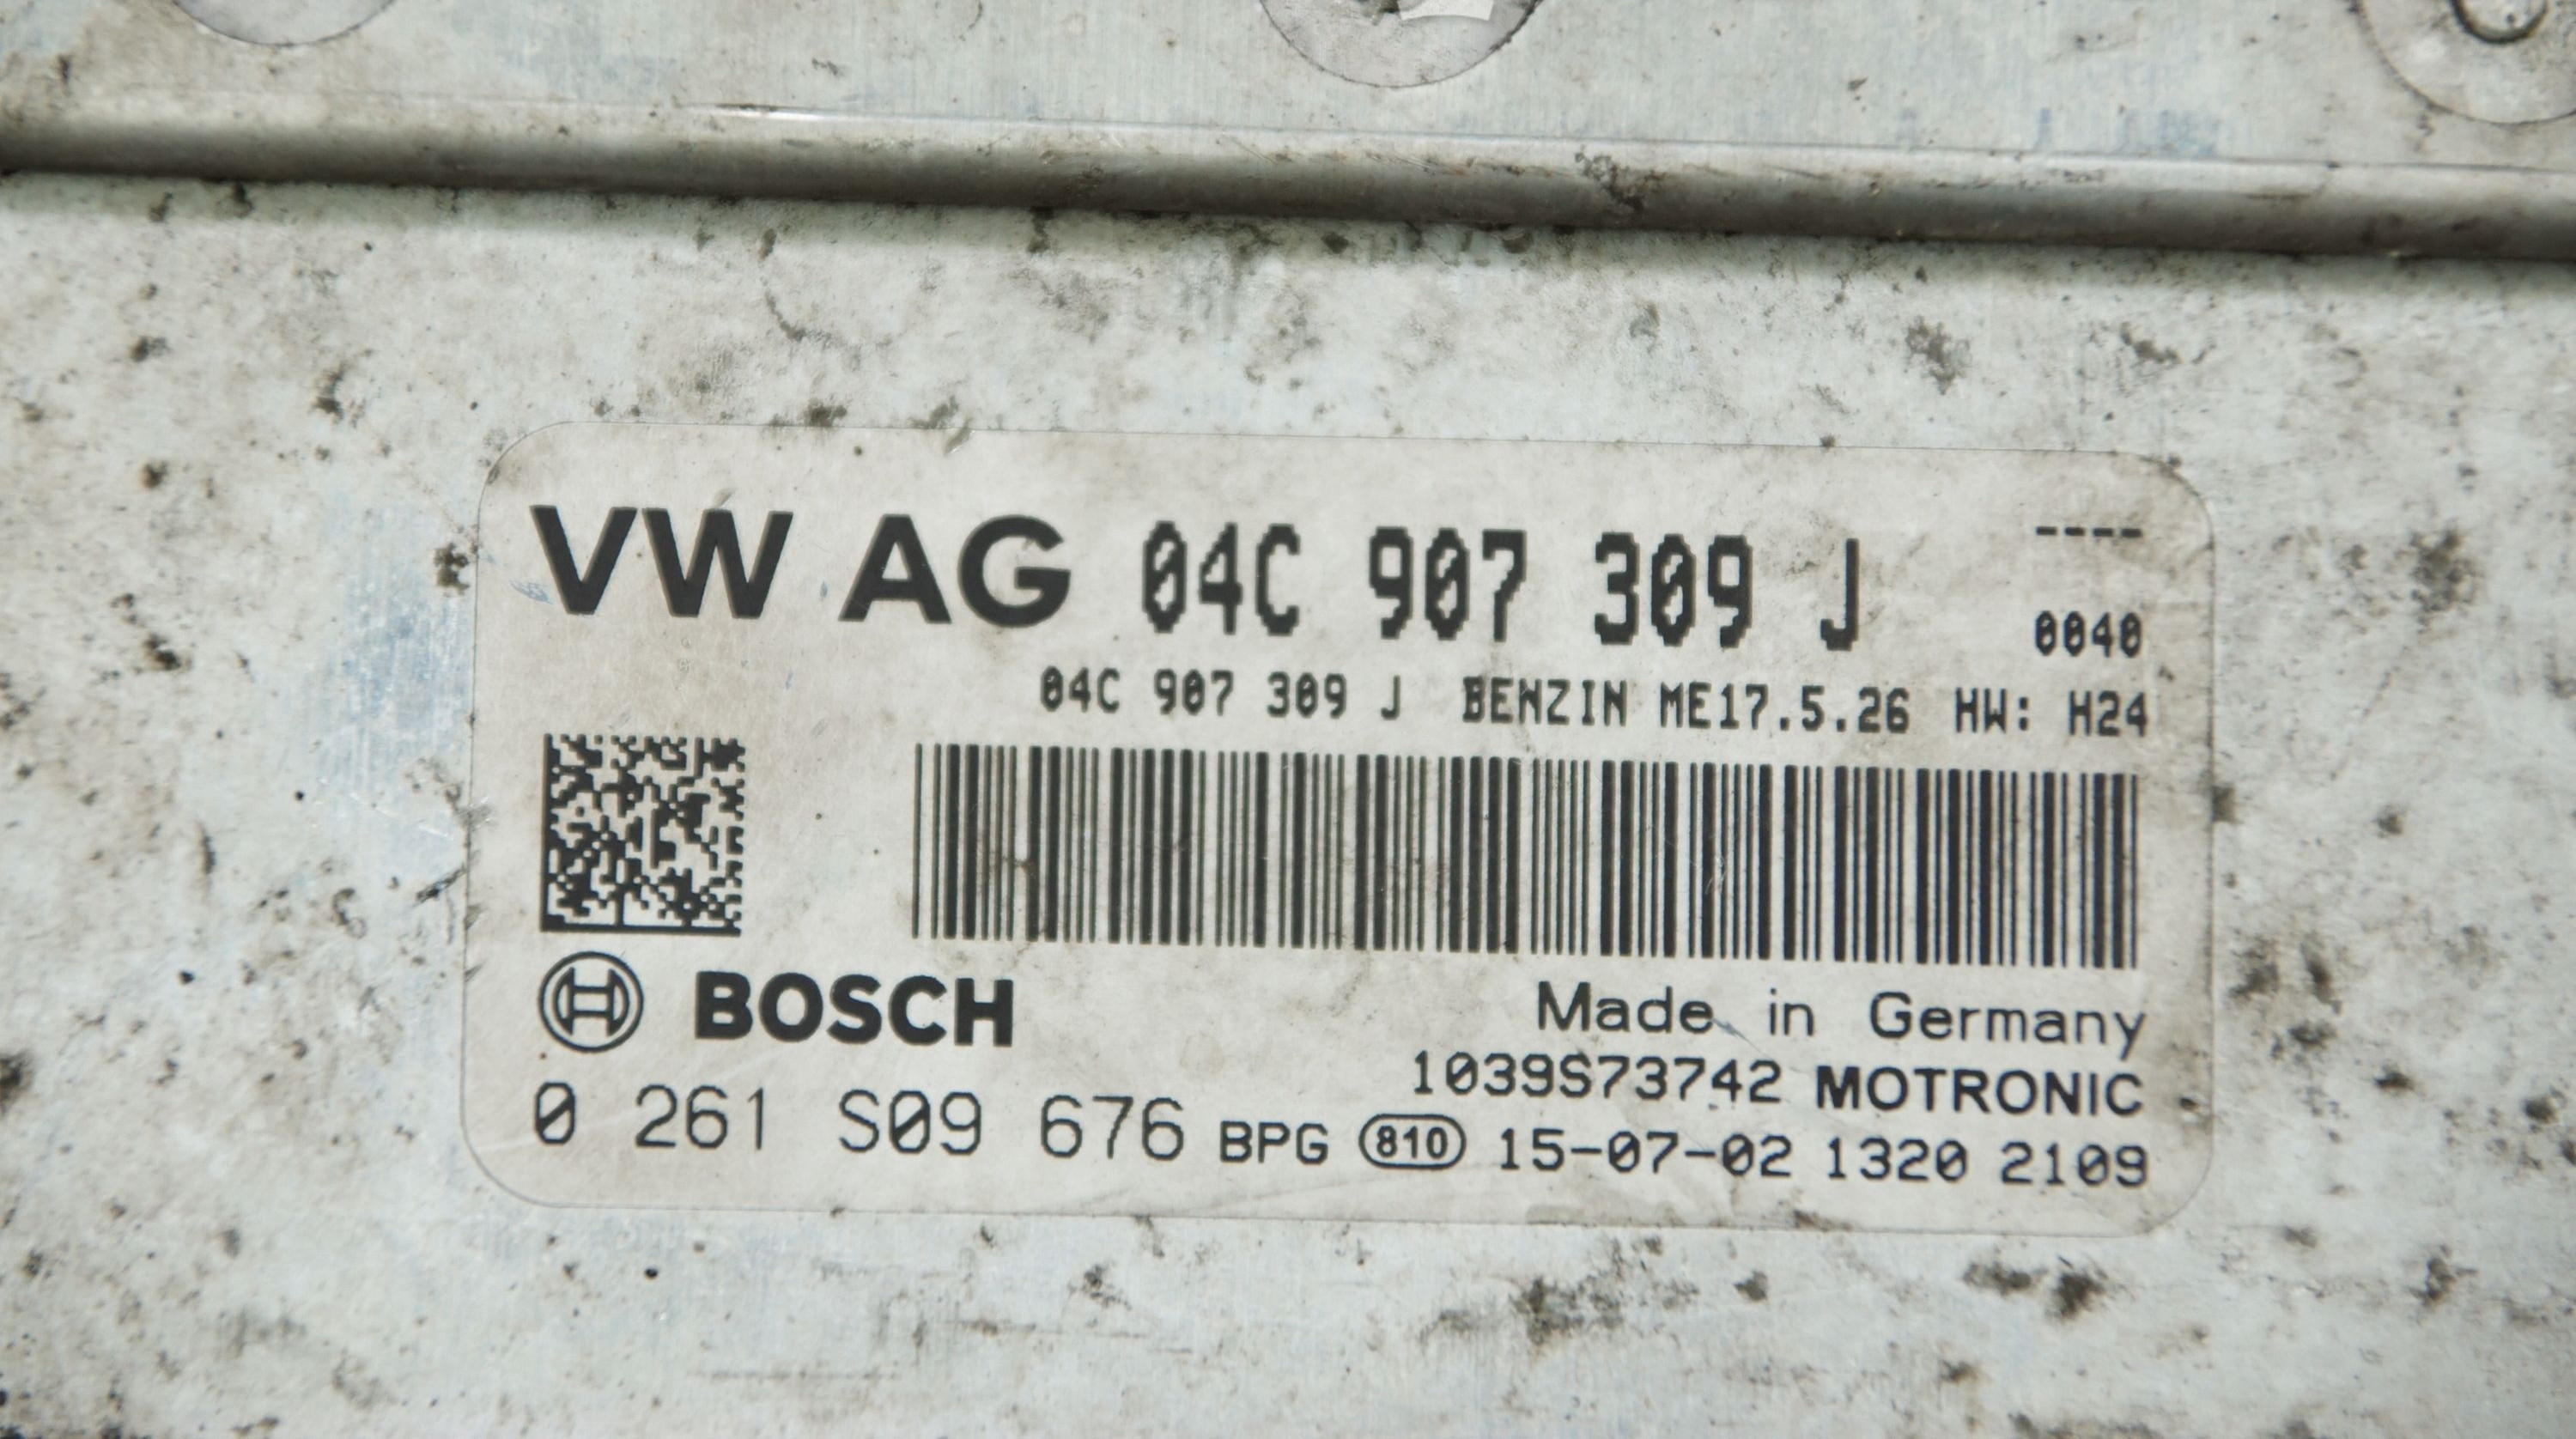 VW AG 04C 907 309 J ----
0040
04C 907 309 J BENZIN ME17.5.26 HW: H24
BOSCH
Made in Germany
1039S73742 MOTRONIC
0 261 S09 676 BPG 810 15-07-02 1320 2109